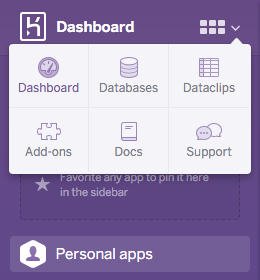 Dashboard
Dashboard Databases Dataclips
Add-ons Docs Support
Favorite any app to pin it here
in the sidebar
Personal apps